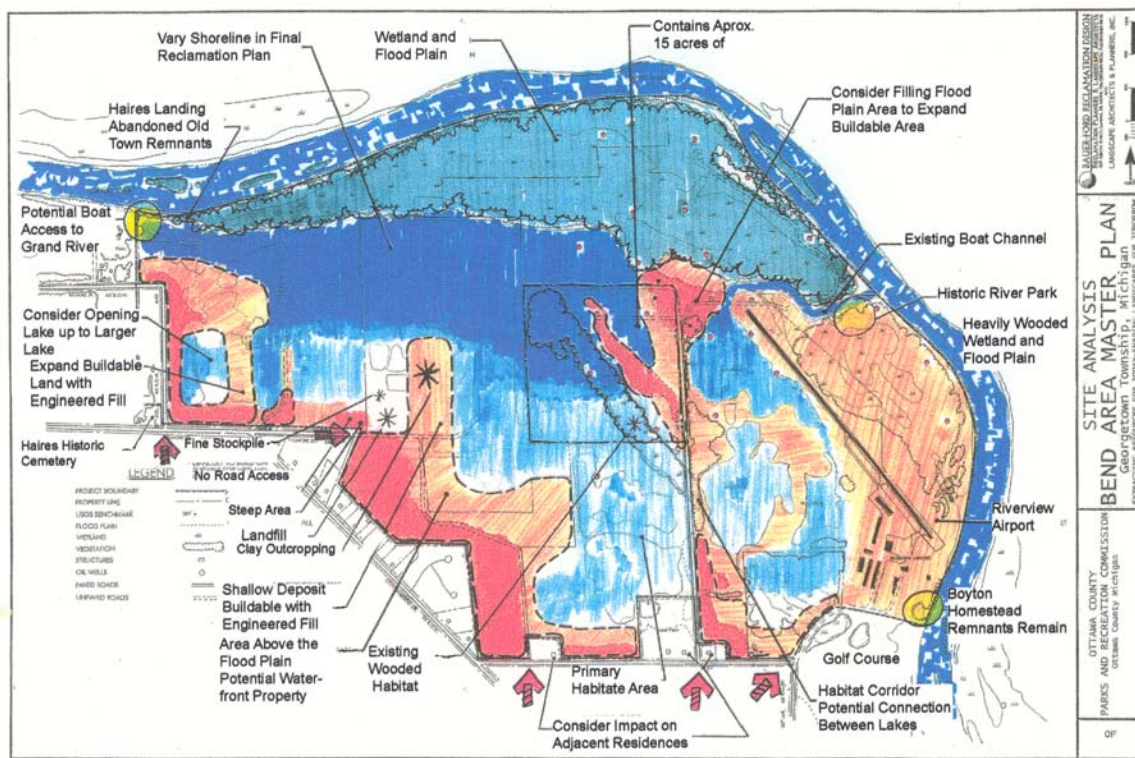 Vary Shoreline in Final
Reclamation Plan
Wetland and
Flood Plain
Contains Aprox.
15 acres of
Haires Landing
Abandoned Old
Town Remnants
Consider Filling Flood
Plain Area to Expand
Buildable Area
Potential Boat
Access to
Grand River
Existing Boat Channel
Historic River Park
Consider Opening
Lake up to Larger
Lake
Heavily Wooded
Wetland and
Flood Plain
Expand Buildable
Land with
Engineered Fill
Haires Historic
Cemetery
Fine Stockpile
No Road Access
Steep Area
Landfill
Clay Outcropping
Riverview
Airport
Shallow Deposit
Buildable with
Engineered Fill
Area Above the
Flood Plain
Potential Water-
front Property
Existing
Wooded
Habitat
Primary
Habitate Area
Consider Impact on
Adjacent Residences
Habitat Corridor
Potential Connection
Between Lakes
Golf Course
Boyton
Homestead
Remnants Remain
LEGEND
PROJECT BOUNDARY
PROPERTY LINE
USGS BENCHMARK
FLOOD PLAIN
WETLAND
VEGETATION
STRUCTURES
OIL WELLS
PAVED ROADS
UNPAVED ROADS
BAUER-FORD RECLAMATION DESIGN
RECLAMATION PLANNERS & LANDSCAPE ARCHITECTS
LANDSCAPE ARCHITECTS & PLANNERS, INC.
SITE ANALYSIS
BEND AREA MASTER PLAN
Georgetown Township, Michigan
OTTAWA COUNTY
PARKS AND RECREATION COMMISSION
Ottawa County Michigan
OF